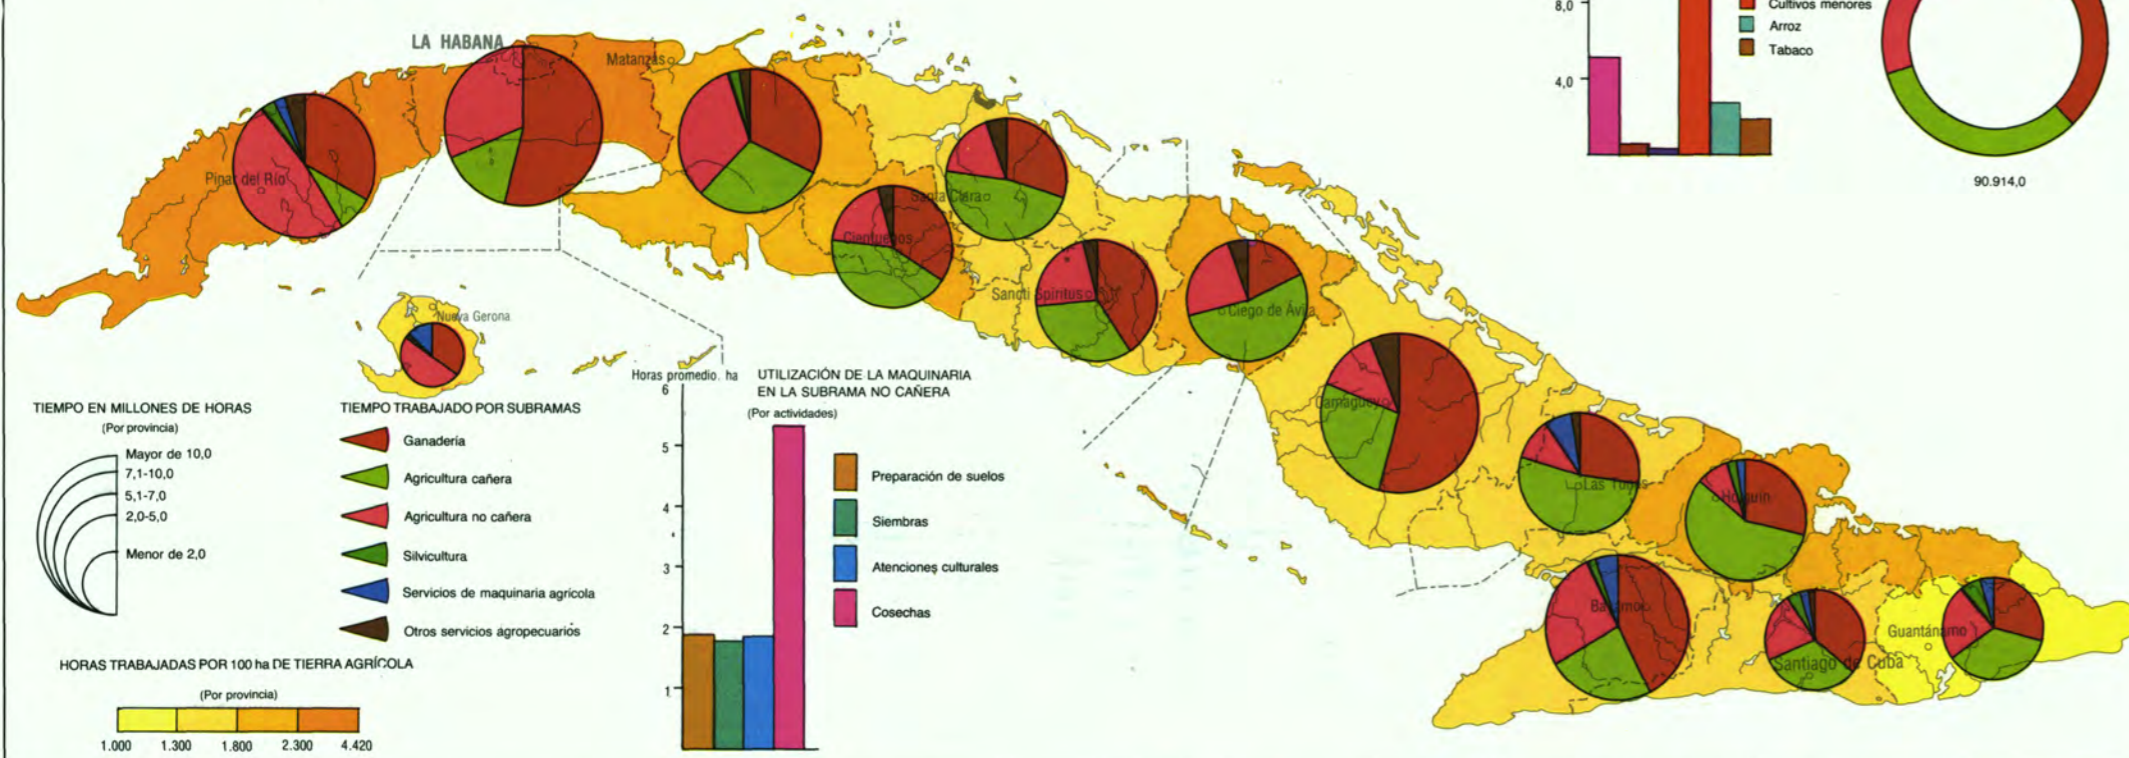 8,0
4,0
Cultivos menores
Arroz
Tabaco
90.914,0
LA HABANA
Matanzas
Pinar del Río
Santa Clara
Cienfuegos
Nueva Gerona
Sancti Spíritus
Ciego de Ávila
Camagüey
Las Tunas
Holguín
Bayamo
Guantánamo
Santiago de Cuba
TIEMPO EN MILLONES DE HORAS
(Por provincia)
Mayor de 10,0
7,1-10,0
5,1-7,0
2,0-5,0
Menor de 2,0
TIEMPO TRABAJADO POR SUBRAMAS
Ganadería
Agricultura cañera
Agricultura no cañera
Silvicultura
Servicios de maquinaria agrícola
Otros servicios agropecuarios
HORAS TRABAJADAS POR 100 ha DE TIERRA AGRÍCOLA
(Por provincia)
1.000 1.300 1.800 2.300 4.420
Horas promedio. ha
UTILIZACIÓN DE LA MAQUINARIA
EN LA SUBRAMA NO CAÑERA
(Por actividades)
6
5
4
3
2
1
Preparación de suelos
Siembras
Atenciones culturales
Cosechas